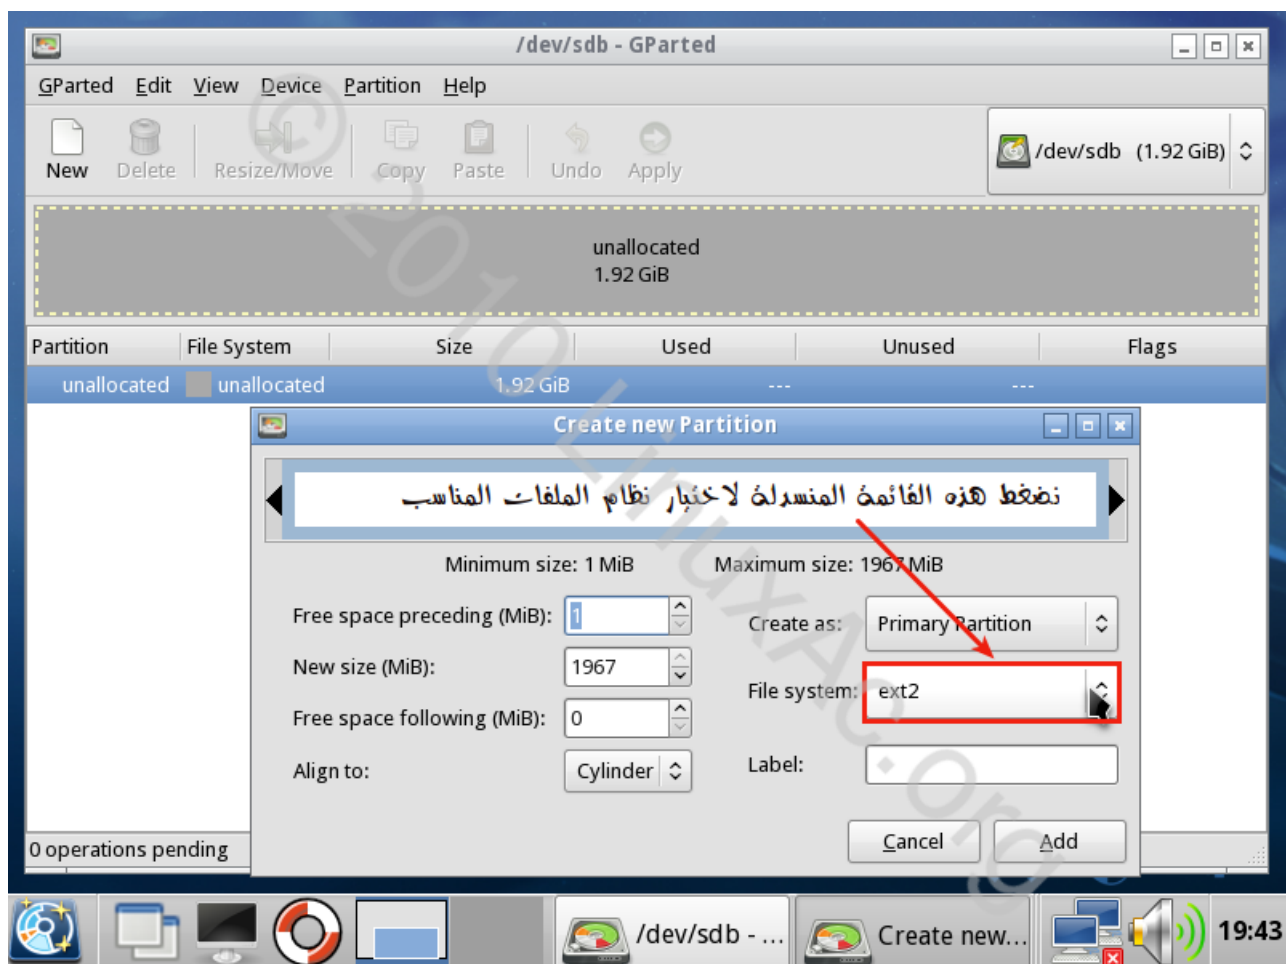 /dev/sdb - GParted
GParted Edit View Device Partition Help
New Delete Resize/Move Copy Paste Undo Apply
/dev/sdb (1.92 GiB)
unallocated
1.92 GiB
Partition File System Size Used Unused Flags
unallocated unallocated 1.92 GiB --- ---
Create new Partition
نضغط هذه القائمة المنسدلة لاختيار نظام الملفات المناسب
Minimum size: 1 MiB Maximum size: 1967 MiB
Free space preceding (MiB): 1
Create as: Primary Partition
New size (MiB): 1967
File system: ext2
Free space following (MiB): 0
Align to: Cylinder
Label:
Cancel Add
0 operations pending
/dev/sdb - ... Create new... 19:43
© 2010 LinuxAc.org